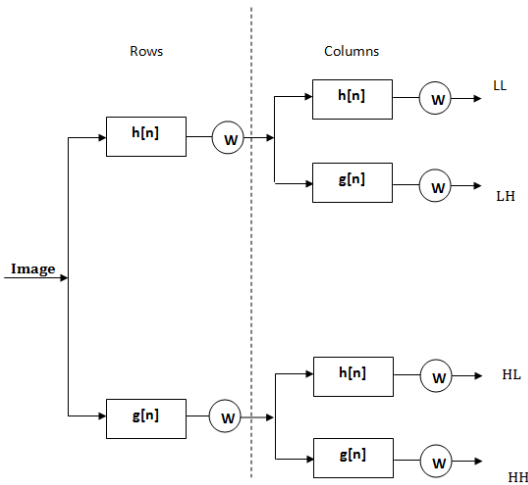 Rows Columns
h[n] W LL
h[n] W
g[n] W LH
Image
h[n] W HL
g[n] W
g[n] W HH